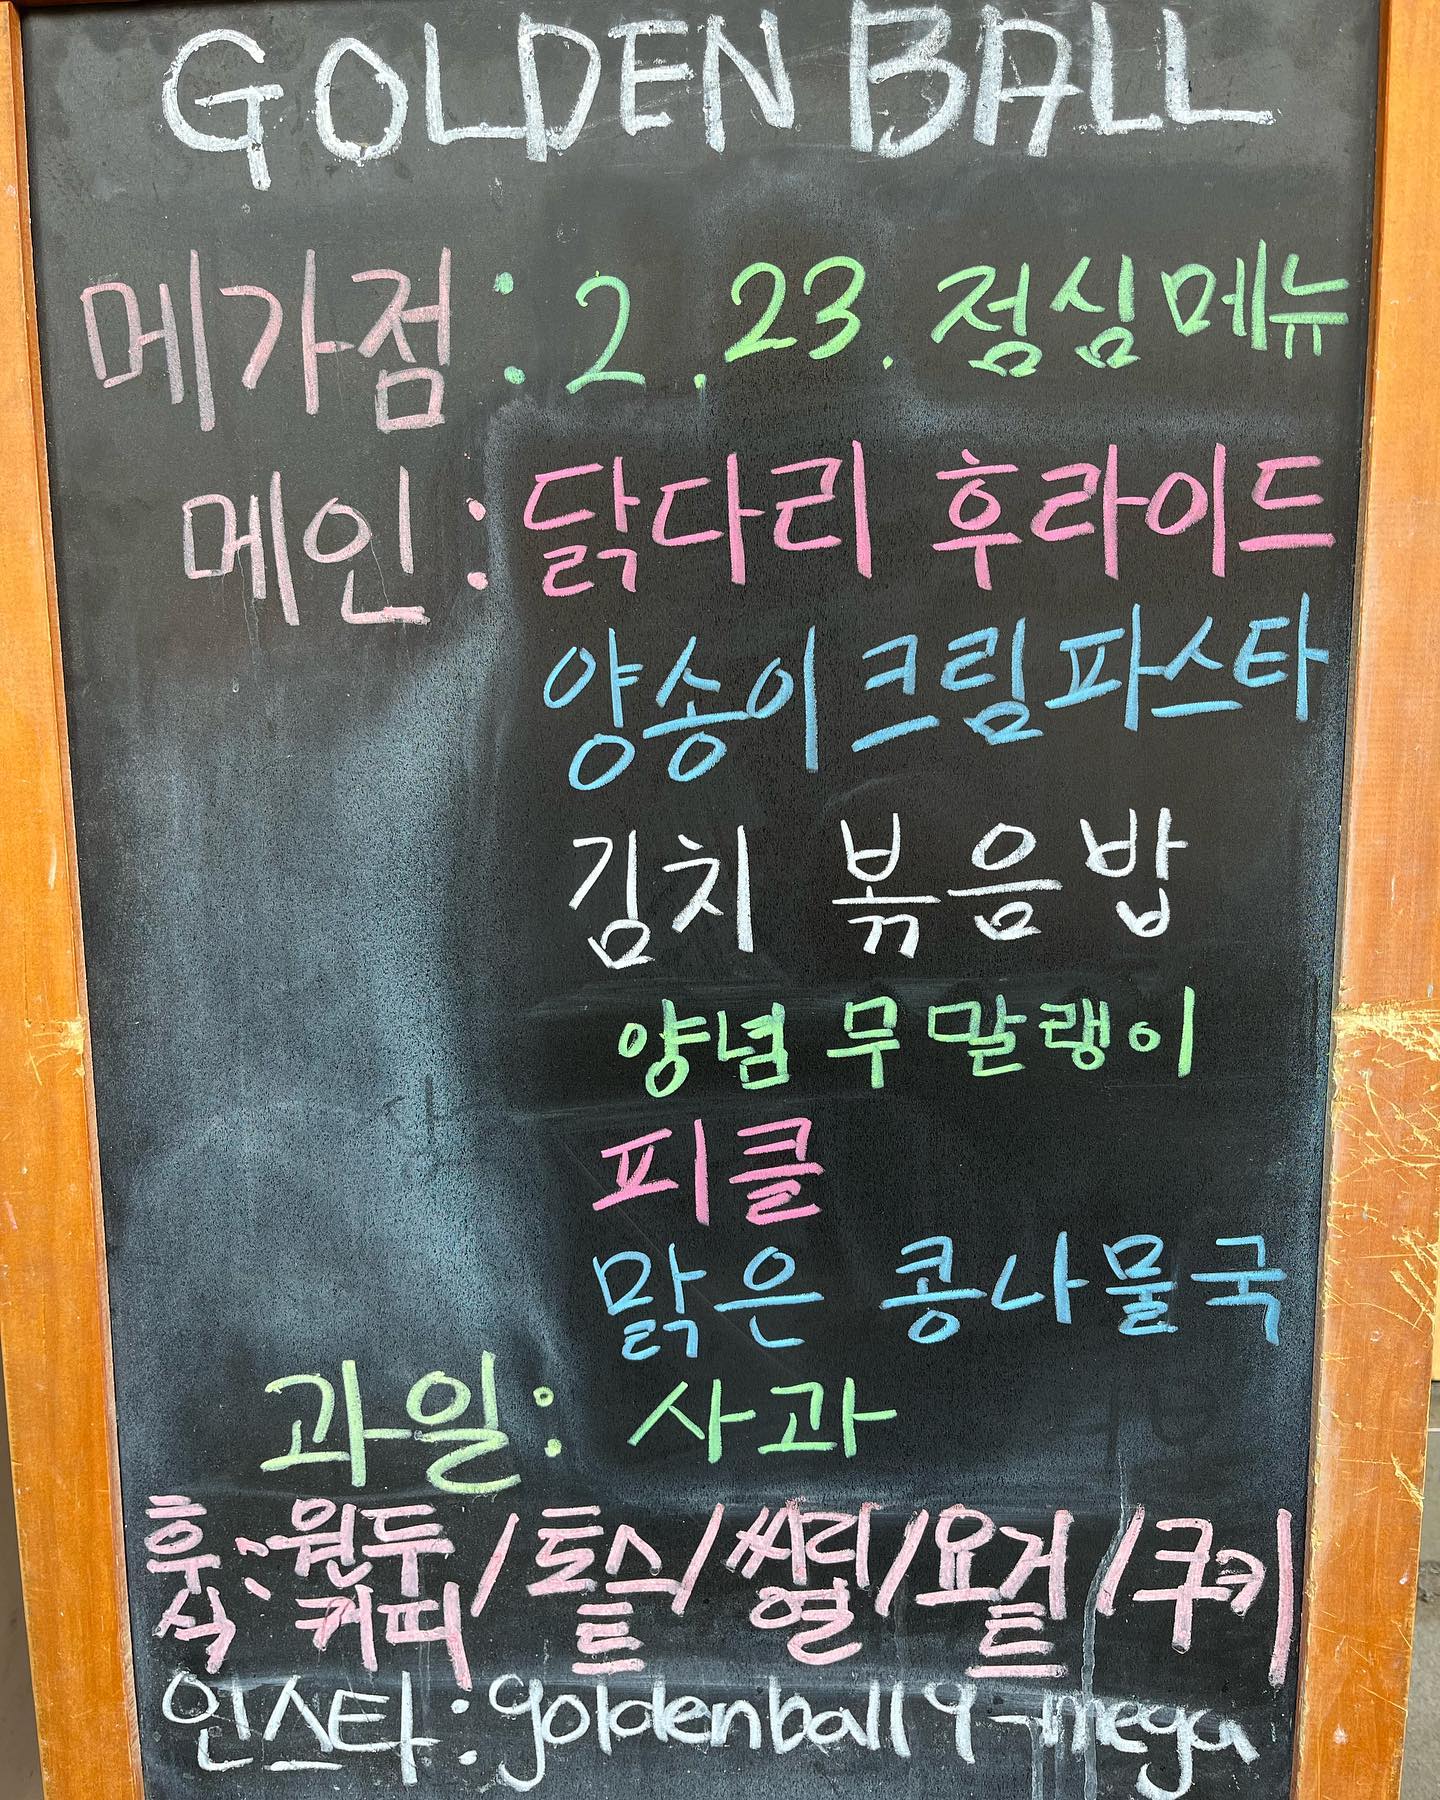 GOLDEN BALL
메가점 : 2. 23. 점심메뉴
메인 : 닭다리 후라이드
양송이크림파스타
김치 볶음밥
양념 무말랭이
피클
맑은 콩나물국
과일 : 사과
후식 : 원두커피 / 토스트 / 씨리얼 / 요거트 / 쿠키
인스타 : goldenball9-mega